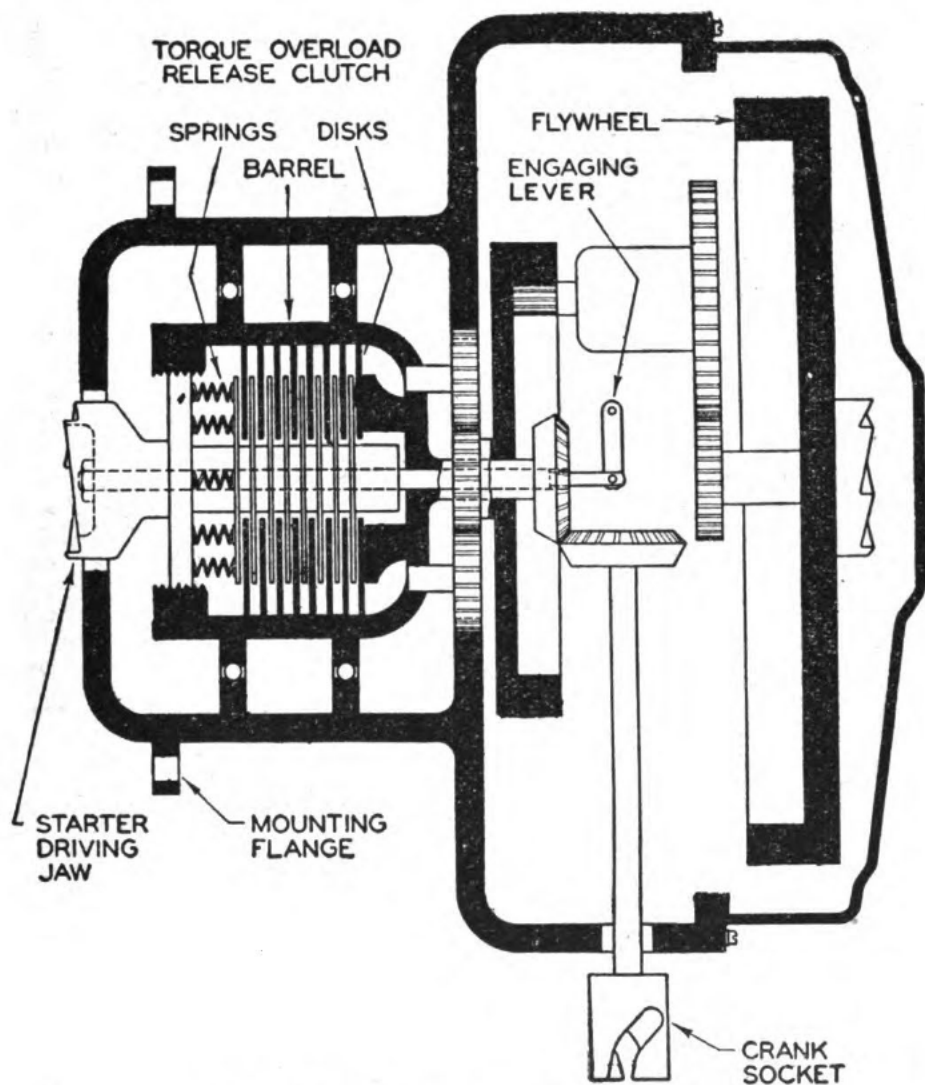 TORQUE OVERLOAD
RELEASE CLUTCH
SPRINGS
DISKS
BARREL
FLYWHEEL
ENGAGING
LEVER
STARTER
DRIVING
JAW
MOUNTING
FLANGE
CRANK
SOCKET